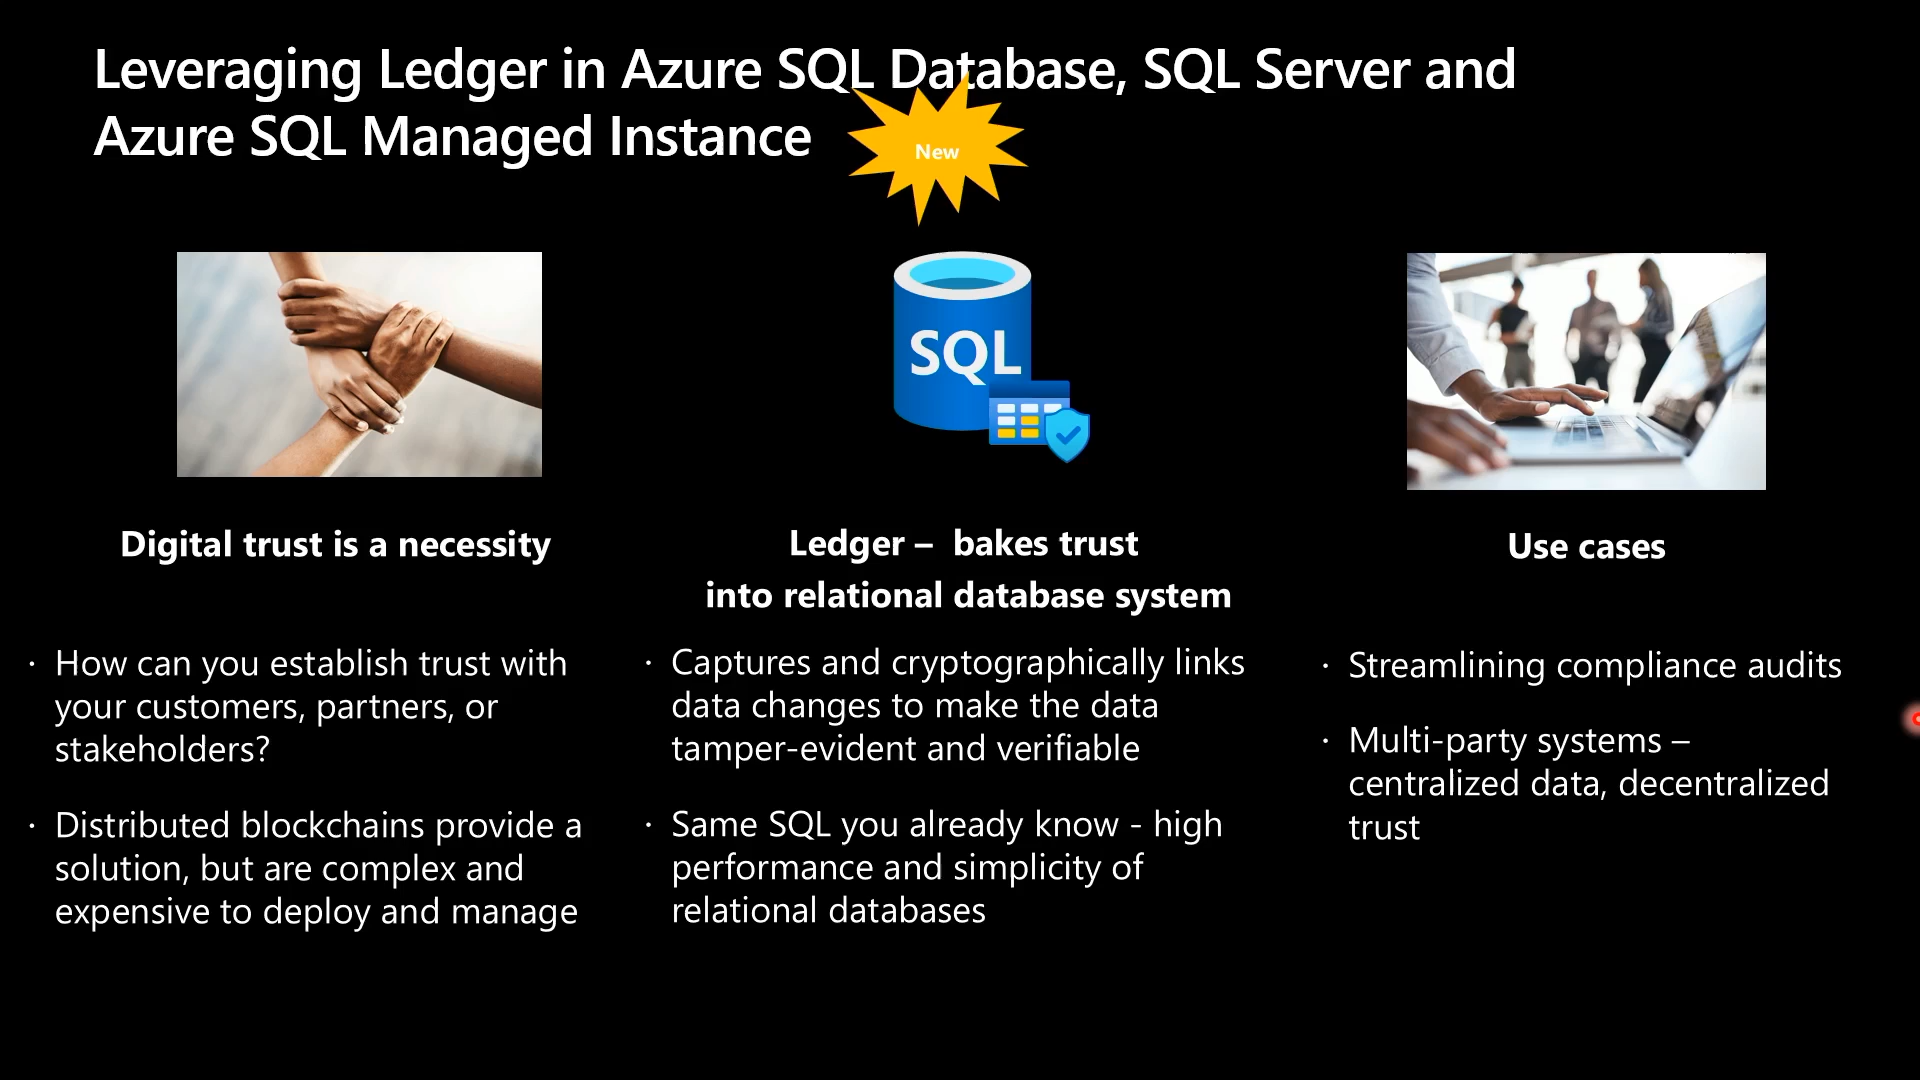 Leveraging Ledger in Azure SQL Database, SQL Server and
Azure SQL Managed Instance
New
SQL
Digital trust is a necessity
· How can you establish trust with
your customers, partners, or
stakeholders?
· Distributed blockchains provide a
solution, but are complex and
expensive to deploy and manage
Ledger –  bakes trust
into relational database system
· Captures and cryptographically links
data changes to make the data
tamper-evident and verifiable
· Same SQL you already know - high
performance and simplicity of
relational databases
Use cases
· Streamlining compliance audits
· Multi-party systems –
centralized data, decentralized
trust